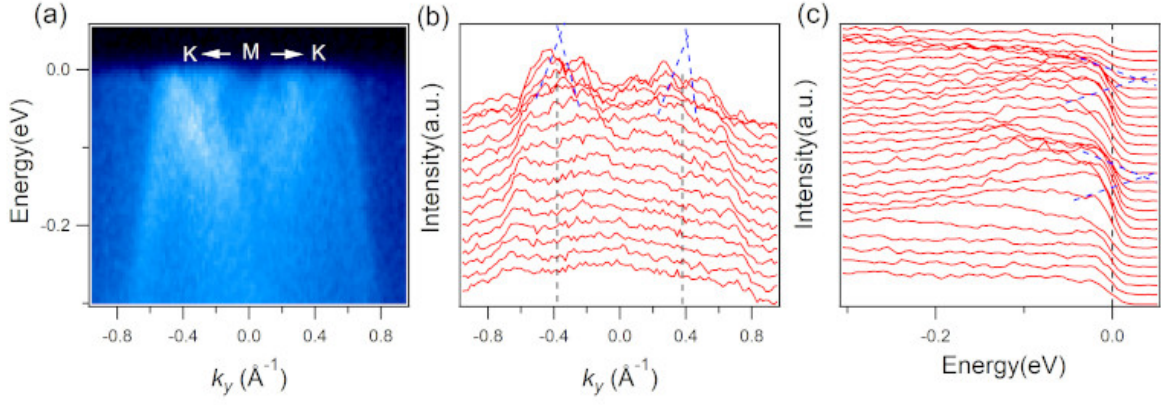 (a)
K ← M → K
0.0
-0.2
Energy(eV)
-0.8 -0.4 0.0 0.4 0.8
k_y (Å⁻¹)
(b)
Intensity(a.u.)
-0.8 -0.4 0.0 0.4 0.8
k_y (Å⁻¹)
(c)
Intensity(a.u.)
-0.2 0.0
Energy(eV)